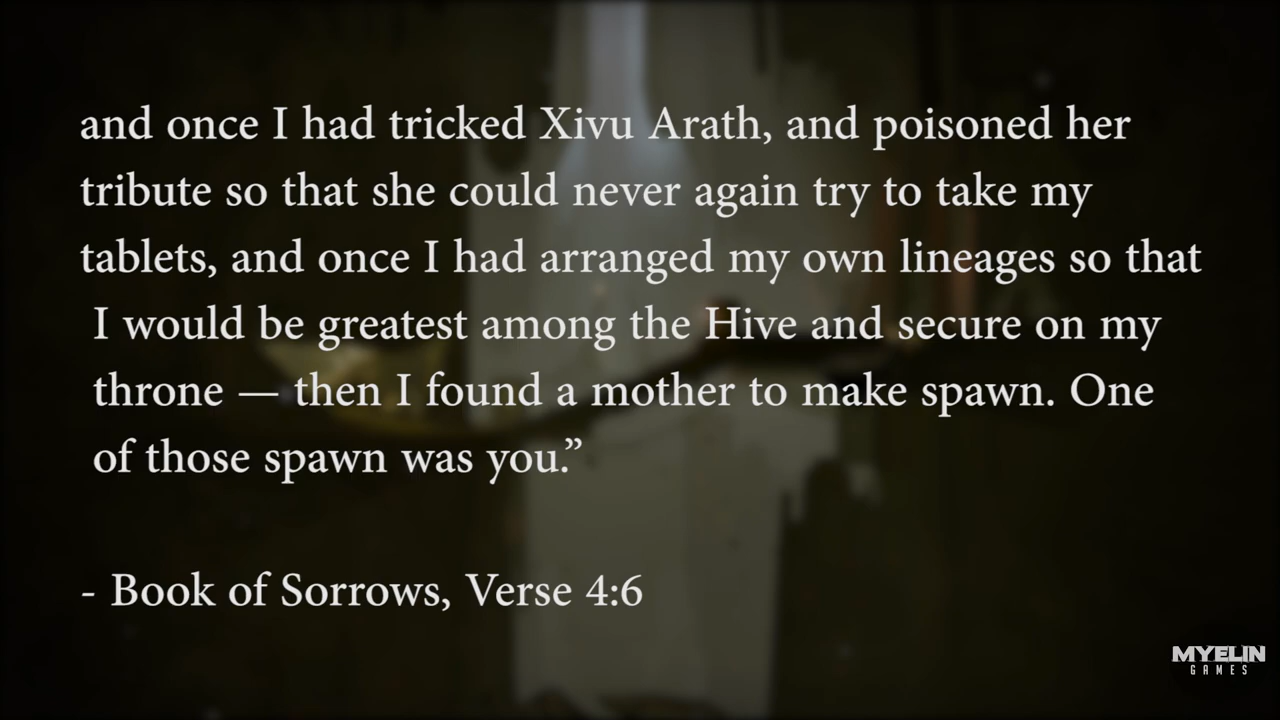 and once I had tricked Xivu Arath, and poisoned her
tribute so that she could never again try to take my
tablets, and once I had arranged my own lineages so that
I would be greatest among the Hive and secure on my
throne — then I found a mother to make spawn. One
of those spawn was you.”
- Book of Sorrows, Verse 4:6
MYELIN
GAMES